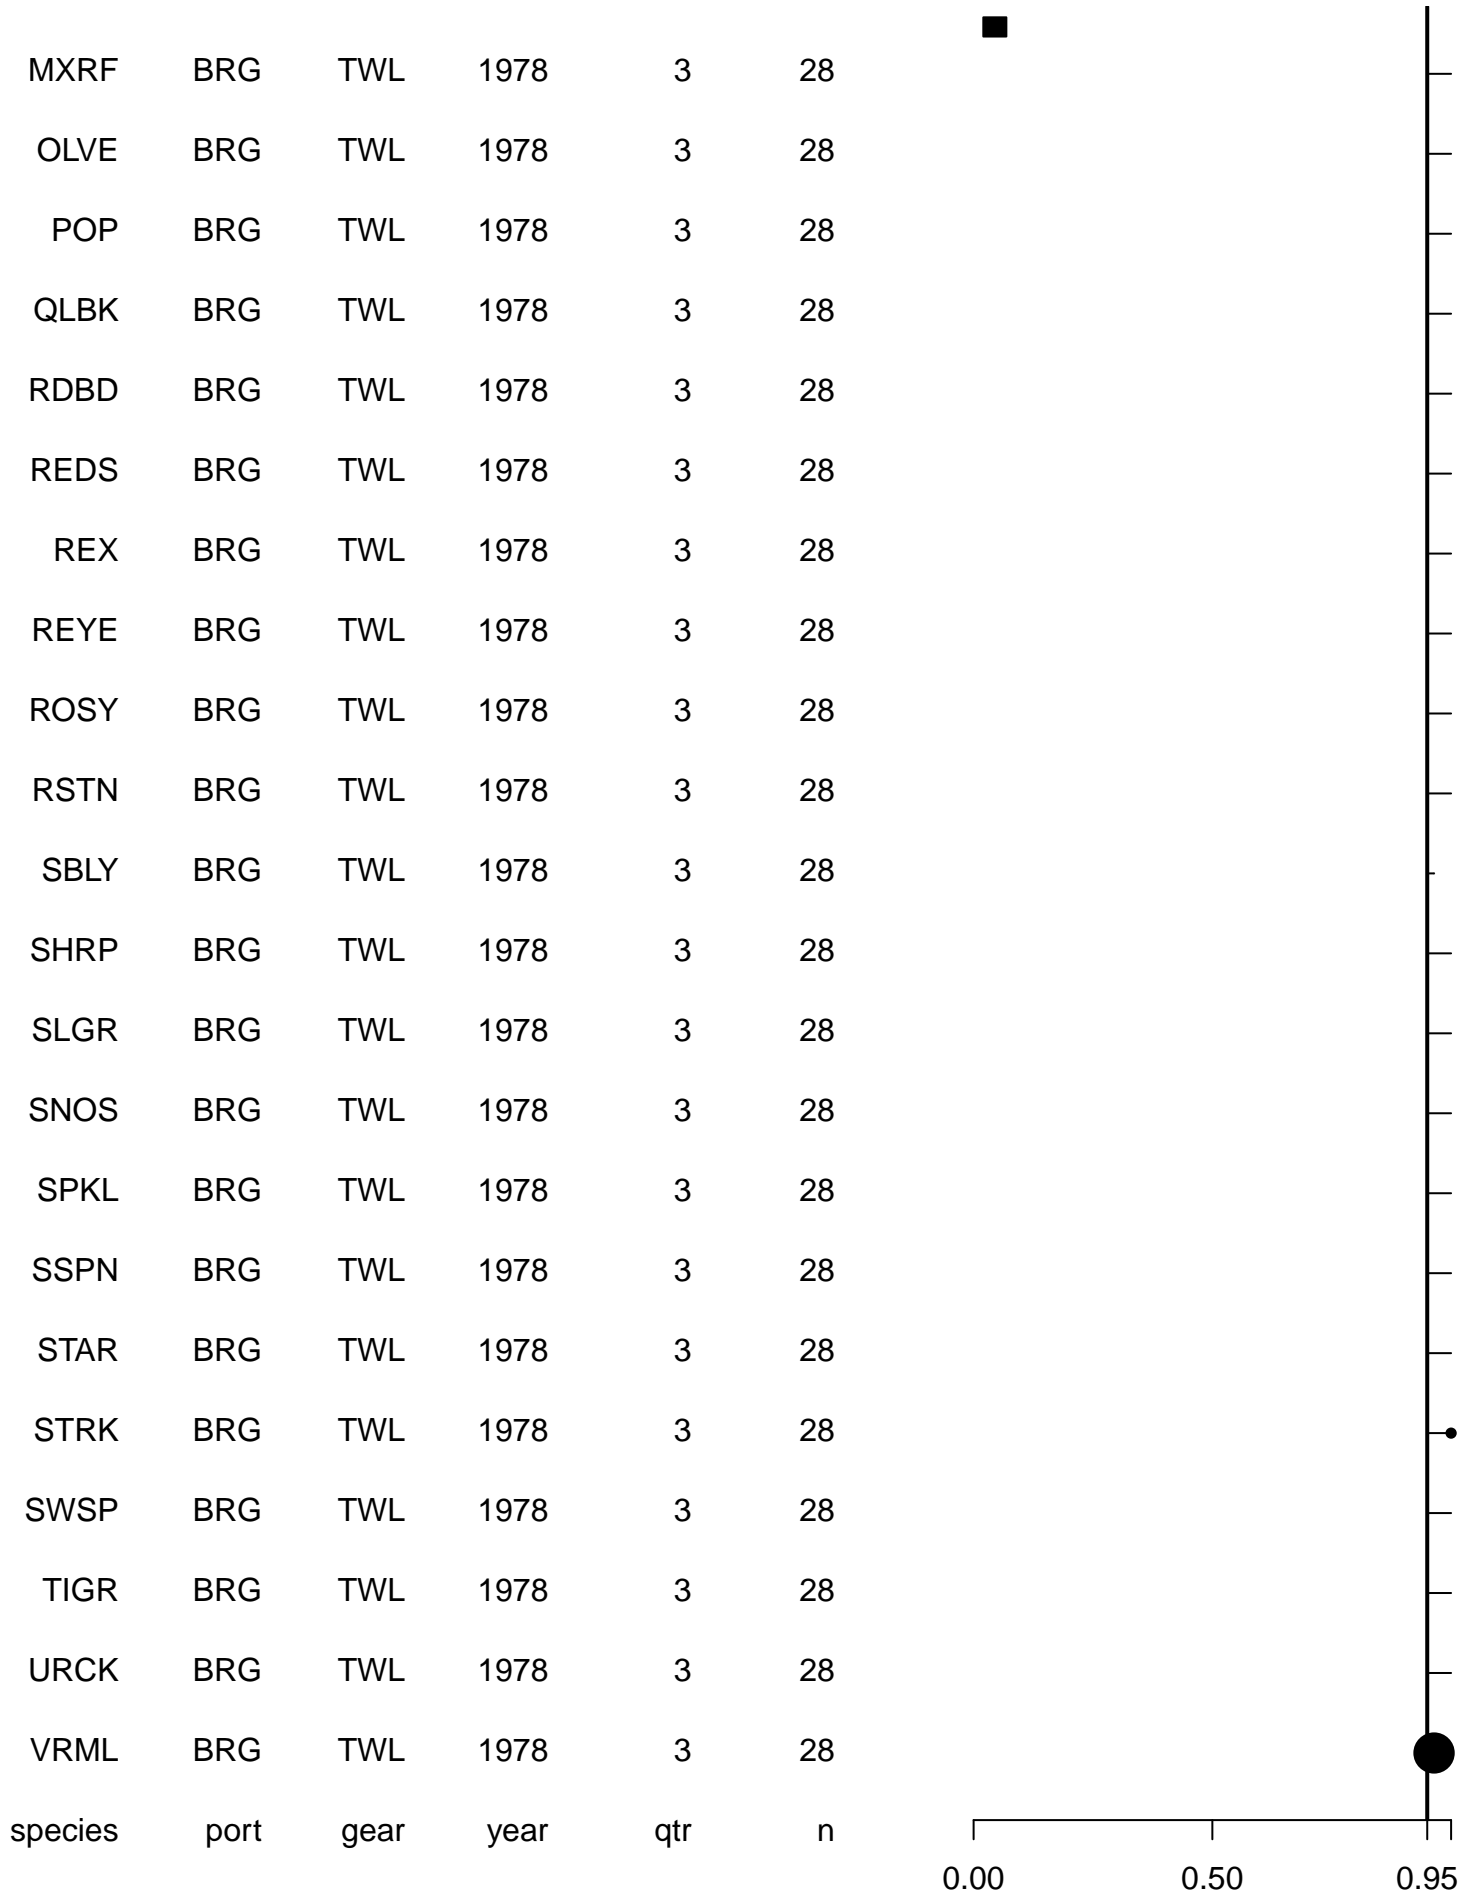 MXRF BRG TWL 1978 3 28
OLVE BRG TWL 1978 3 28
POP BRG TWL 1978 3 28
QLBK BRG TWL 1978 3 28
RDBD BRG TWL 1978 3 28
REDS BRG TWL 1978 3 28
REX BRG TWL 1978 3 28
REYE BRG TWL 1978 3 28
ROSY BRG TWL 1978 3 28
RSTN BRG TWL 1978 3 28
SBLY BRG TWL 1978 3 28
SHRP BRG TWL 1978 3 28
SLGR BRG TWL 1978 3 28
SNOS BRG TWL 1978 3 28
SPKL BRG TWL 1978 3 28
SSPN BRG TWL 1978 3 28
STAR BRG TWL 1978 3 28
STRK BRG TWL 1978 3 28
SWSP BRG TWL 1978 3 28
TIGR BRG TWL 1978 3 28
URCK BRG TWL 1978 3 28
VRML BRG TWL 1978 3 28
species port gear year qtr n
0.00 0.50 0.95